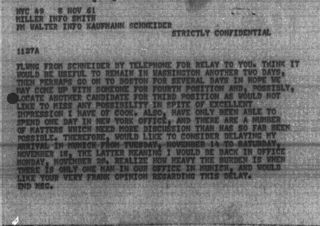 NYC 49 8 NOV 61
MILLER INFO SMITH
FM WALTER INFO KAUFMANN SCHNEIDER
STRICTLY CONFIDENTIAL
1127A
FLUNG FROM SCHNEIDER BY TELEPHONE FOR RELAY TO YOU. THINK IT
WOULD BE USEFUL TO REMAIN IN WASHINGTON ANOTHER TWO DAYS,
THEN PERHAPS GO ON TO BOSTON FOR SEVERAL DAYS IN HOPE WE
MAY COME UP WITH SOMEONE FOR FOURTH POSITION AND, POSSIBLY,
LOCATE ANOTHER CANDIDATE FOR THIRD POSITION AS WOULD NOT
LIKE TO MISS ANY POSSIBILITY IN SPITE OF EXCELLENT
IMPRESSION I HAVE OF COOK. ALSO, HAVE ONLY BEEN ABLE TO
SPEND ONE DAY IN NEW YORK OFFICE, AND THERE ARE A NUMBER
OF MATTERS WHICH NEED MORE DISCUSSION THAN HAS SO FAR BEEN
POSSIBLE. THEREFORE, WOULD LIKE TO CONSIDER DELAYING MY
ARRIVAL IN MUNICH FROM TUESDAY, NOVEMBER 14 TO SATURDAY,
NOVEMBER 18, THE LATTER MEANING I WOULD BE BACK IN OFFICE
MONDAY, NOVEMBER 20. REALIZE HOW HEAVY THE BURDEN IS WHEN
THERE IS ONLY ONE MAN IN OUR OFFICE IN MUNICH, AND WOULD
LIKE YOUR VERY FRANK OPINION REGARDING THIS DELAY.
END MSG.